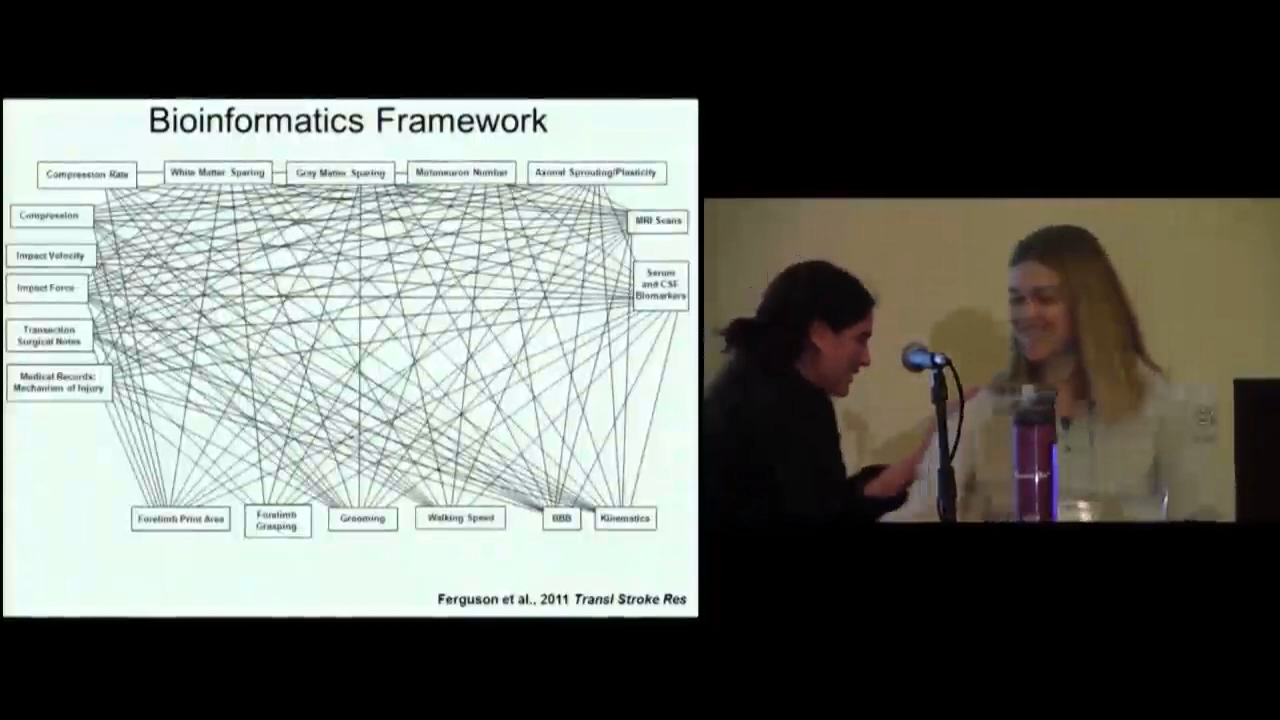 Bioinformatics Framework
Compression Rate
White Matter Sparing
Gray Matter Sparing
Motoneuron Number
Axonal Sprouting/Plasticity
Compression
MRI Scans
Impact Velocity
Serum
and CSF
Biomarkers
Impact Force
Transection
Surgical Notes
Medical Records:
Mechanism of Injury
Forelimb Print Area
Forelimb
Grasping
Grooming
Walking Speed
BBB
Kinematics
Ferguson et al., 2011 Transl Stroke Res